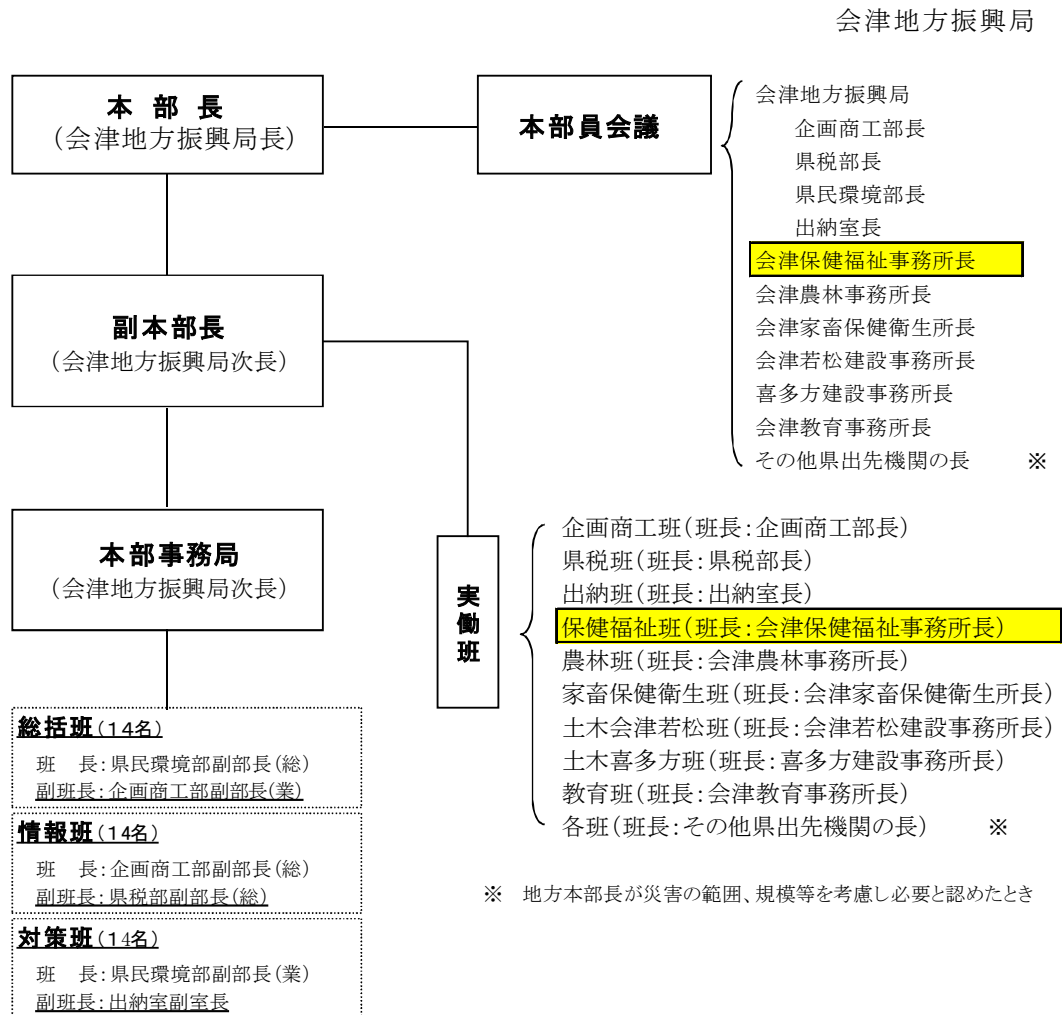 会津地方振興局
本 部 長
（会津地方振興局長）
本部員会議
会津地方振興局
企画商工部長
県税部長
県民環境部長
出納室長
会津保健福祉事務所長
会津農林事務所長
会津家畜保健衛生所長
会津若松建設事務所長
喜多方建設事務所長
会津教育事務所長
その他県出先機関の長 ※
副本部長
（会津地方振興局次長）
本部事務局
（会津地方振興局次長）
実働班
企画商工班（班長：企画商工部長）
県税班（班長：県税部長）
出納班（班長：出納室長）
保健福祉班（班長：会津保健福祉事務所長）
農林班（班長：会津農林事務所長）
家畜保健衛生班（班長：会津家畜保健衛生所長）
土木会津若松班（班長：会津若松建設事務所長）
土木喜多方班（班長：喜多方建設事務所長）
教育班（班長：会津教育事務所長）
各班（班長：その他県出先機関の長） ※
※ 地方本部長が災害の範囲、規模等を考慮し必要と認めたとき
総括班（１４名）
班 長：県民環境部副部長（総）
副班長：企画商工部副部長(業)
情報班（１４名）
班 長：企画商工部副部長（総）
副班長：県税部副部長（総）
対策班（１４名）
班 長：県民環境部副部長（業）
副班長：出納室副室長